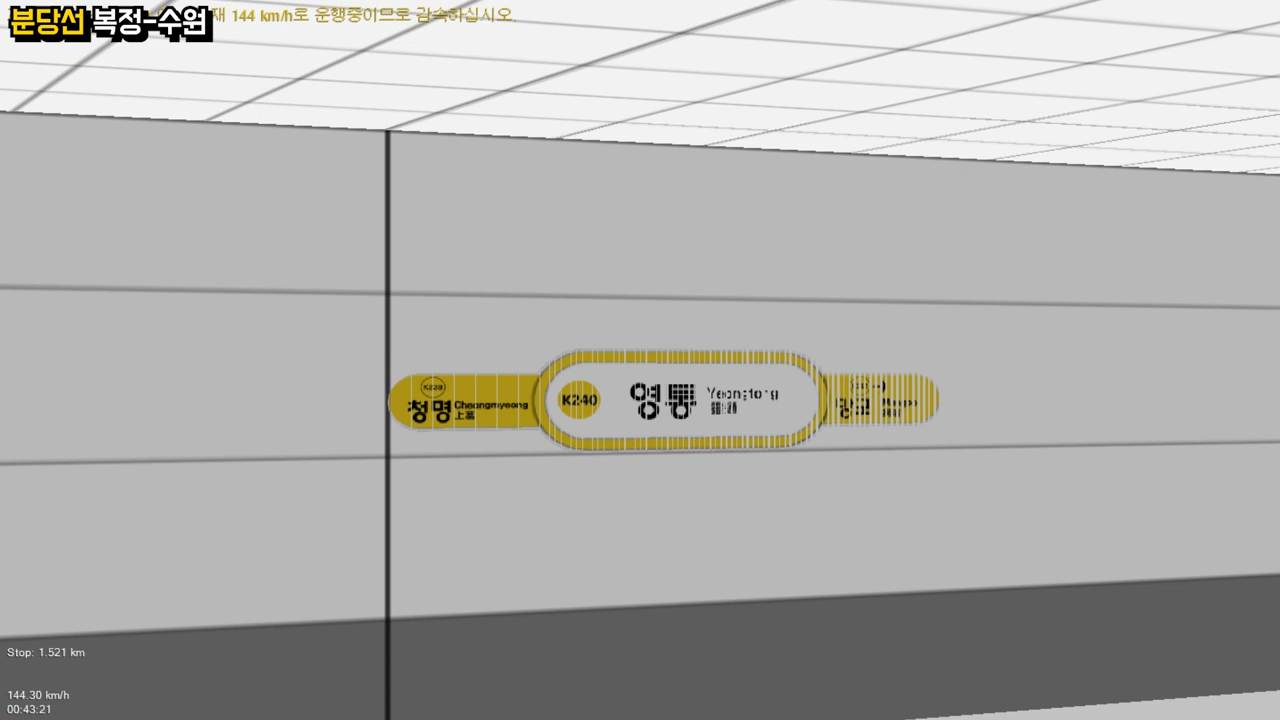 재 144 km/h로 운행중이므로 감속하십시오.
분당선 복정-수원
K239
청명 Cheongmyeong
K240
영통 Yeongtong
Stop: 1.521 km
144.30 km/h
00:43:21